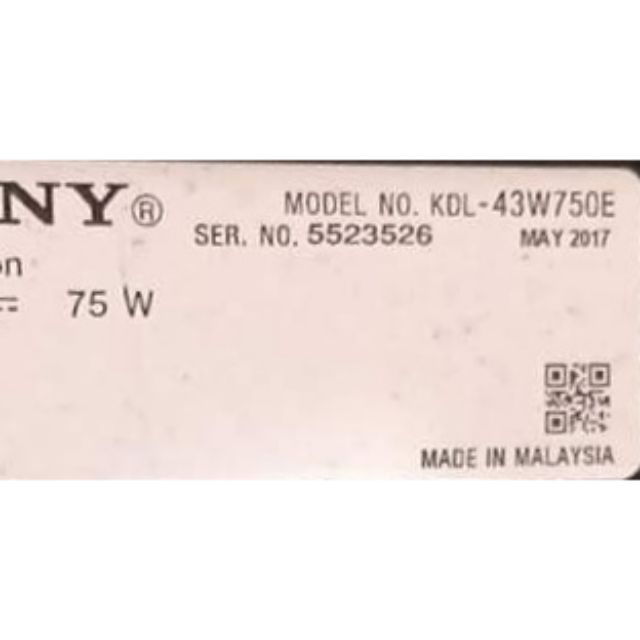 NY®
MODEL NO. KDL-43W750E
SER. NO. 5523526
MAY 2017
on
75 W
MADE IN MALAYSIA